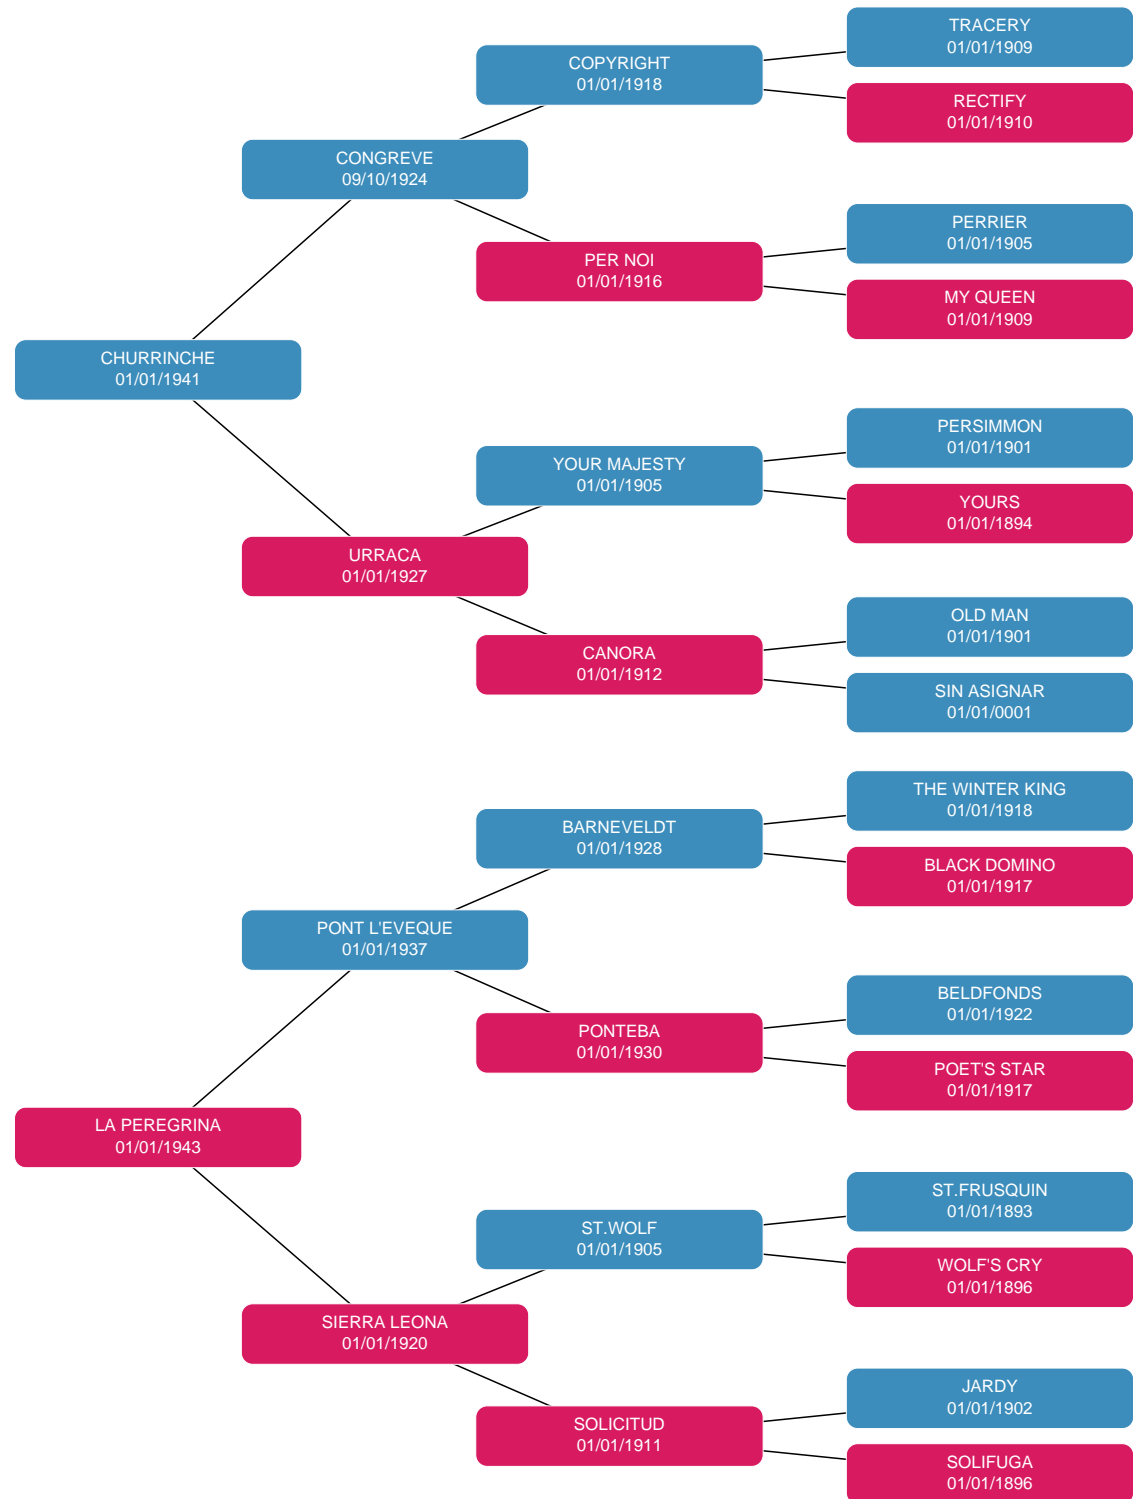 TRACERY
01/01/1909
COPYRIGHT
01/01/1918
RECTIFY
01/01/1910
CONGREVE
09/10/1924
PERRIER
01/01/1905
PER NOI
01/01/1916
MY QUEEN
01/01/1909
CHURRINCHE
01/01/1941
PERSIMMON
01/01/1901
YOUR MAJESTY
01/01/1905
YOURS
01/01/1894
URRACA
01/01/1927
OLD MAN
01/01/1901
CANORA
01/01/1912
SIN ASIGNAR
01/01/0001
THE WINTER KING
01/01/1918
BARNEVELDT
01/01/1928
BLACK DOMINO
01/01/1917
PONT L'EVEQUE
01/01/1937
BELDFONDS
01/01/1922
PONTEBA
01/01/1930
POET'S STAR
01/01/1917
LA PEREGRINA
01/01/1943
ST.FRUSQUIN
01/01/1893
ST.WOLF
01/01/1905
WOLF'S CRY
01/01/1896
SIERRA LEONA
01/01/1920
JARDY
01/01/1902
SOLICITUD
01/01/1911
SOLIFUGA
01/01/1896